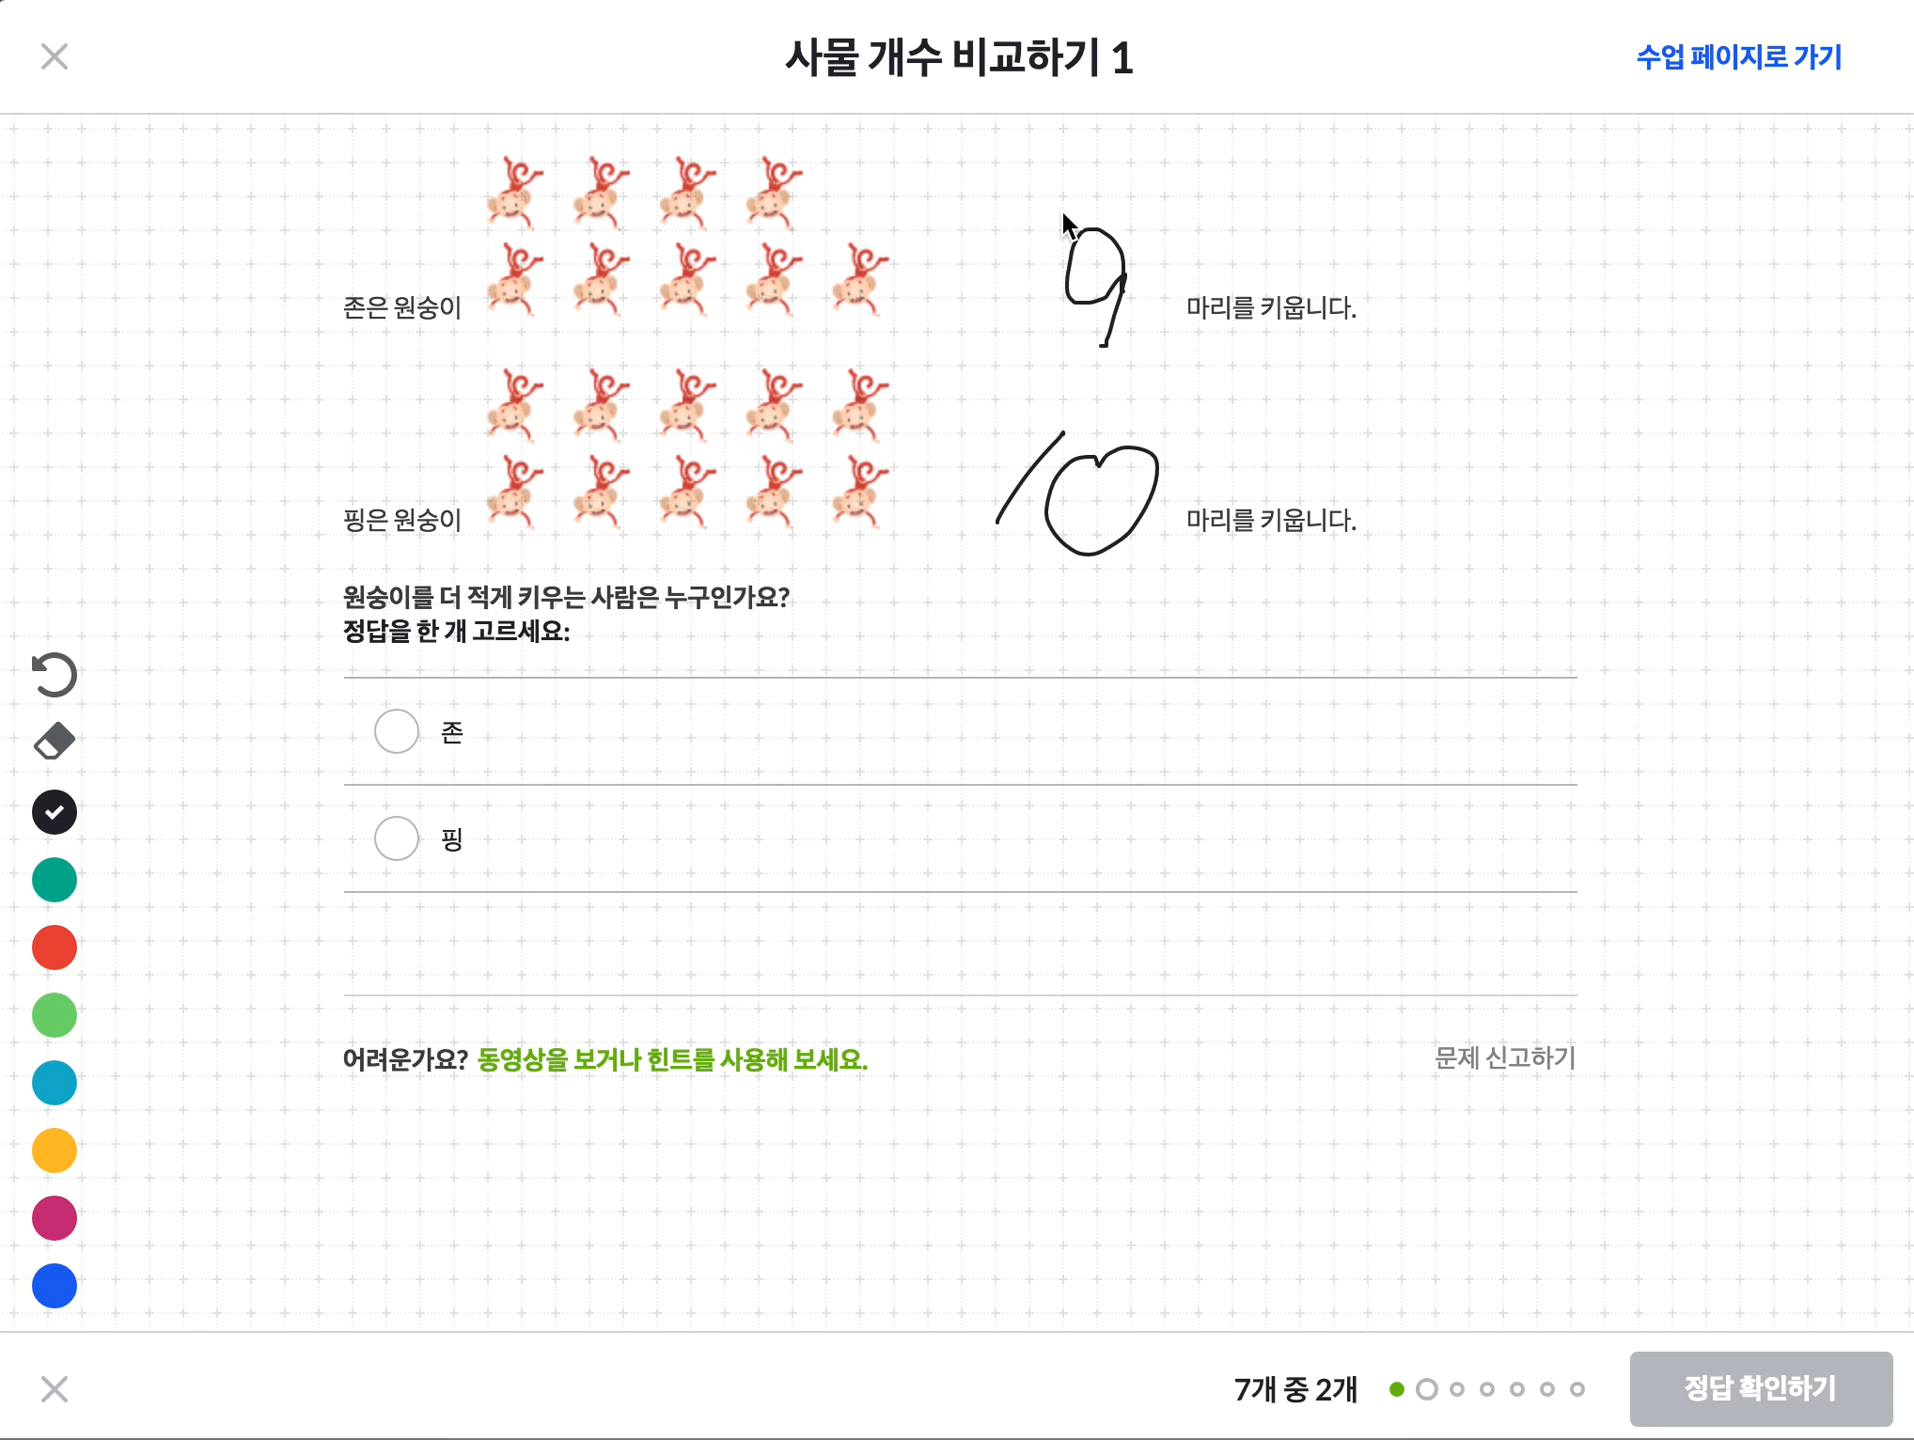 사물 개수 비교하기 1
수업 페이지로 가기
존은 원숭이 9 마리를 키웁니다.
핑은 원숭이 10 마리를 키웁니다.
원숭이를 더 적게 키우는 사람은 누구인가요?
정답을 한 개 고르세요:
존
핑
어려운가요? 동영상을 보거나 힌트를 사용해 보세요.
문제 신고하기
7개 중 2개
정답 확인하기